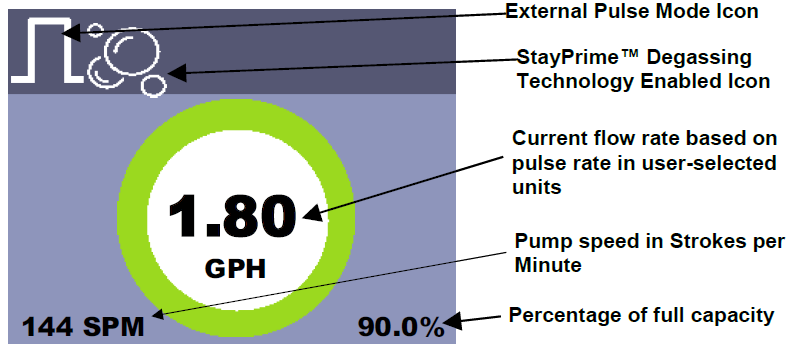 External Pulse Mode Icon
StayPrime™ Degassing
Technology Enabled Icon
Current flow rate based on
pulse rate in user-selected
units
1.80
GPH
Pump speed in Strokes per
Minute
144 SPM
90.0%
Percentage of full capacity